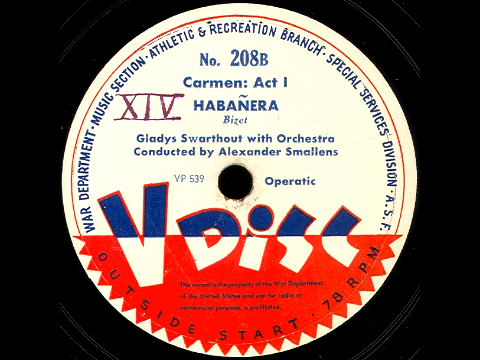 WAR DEPARTMENT · MUSIC SECTION · ATHLETIC & RECREATION BRANCH · SPECIAL SERVICES DIVISION · A.S.F.
No. 208B
Carmen: Act I
XIV
HABAÑERA
Bizet
Gladys Swarthout with Orchestra
Conducted by Alexander Smallens
VP 539
Operatic
V DISC
This record is the property of the War Department
of the United States and use for radio or
commercial purposes, is prohibited.
OUTSIDE START · 78 RPM